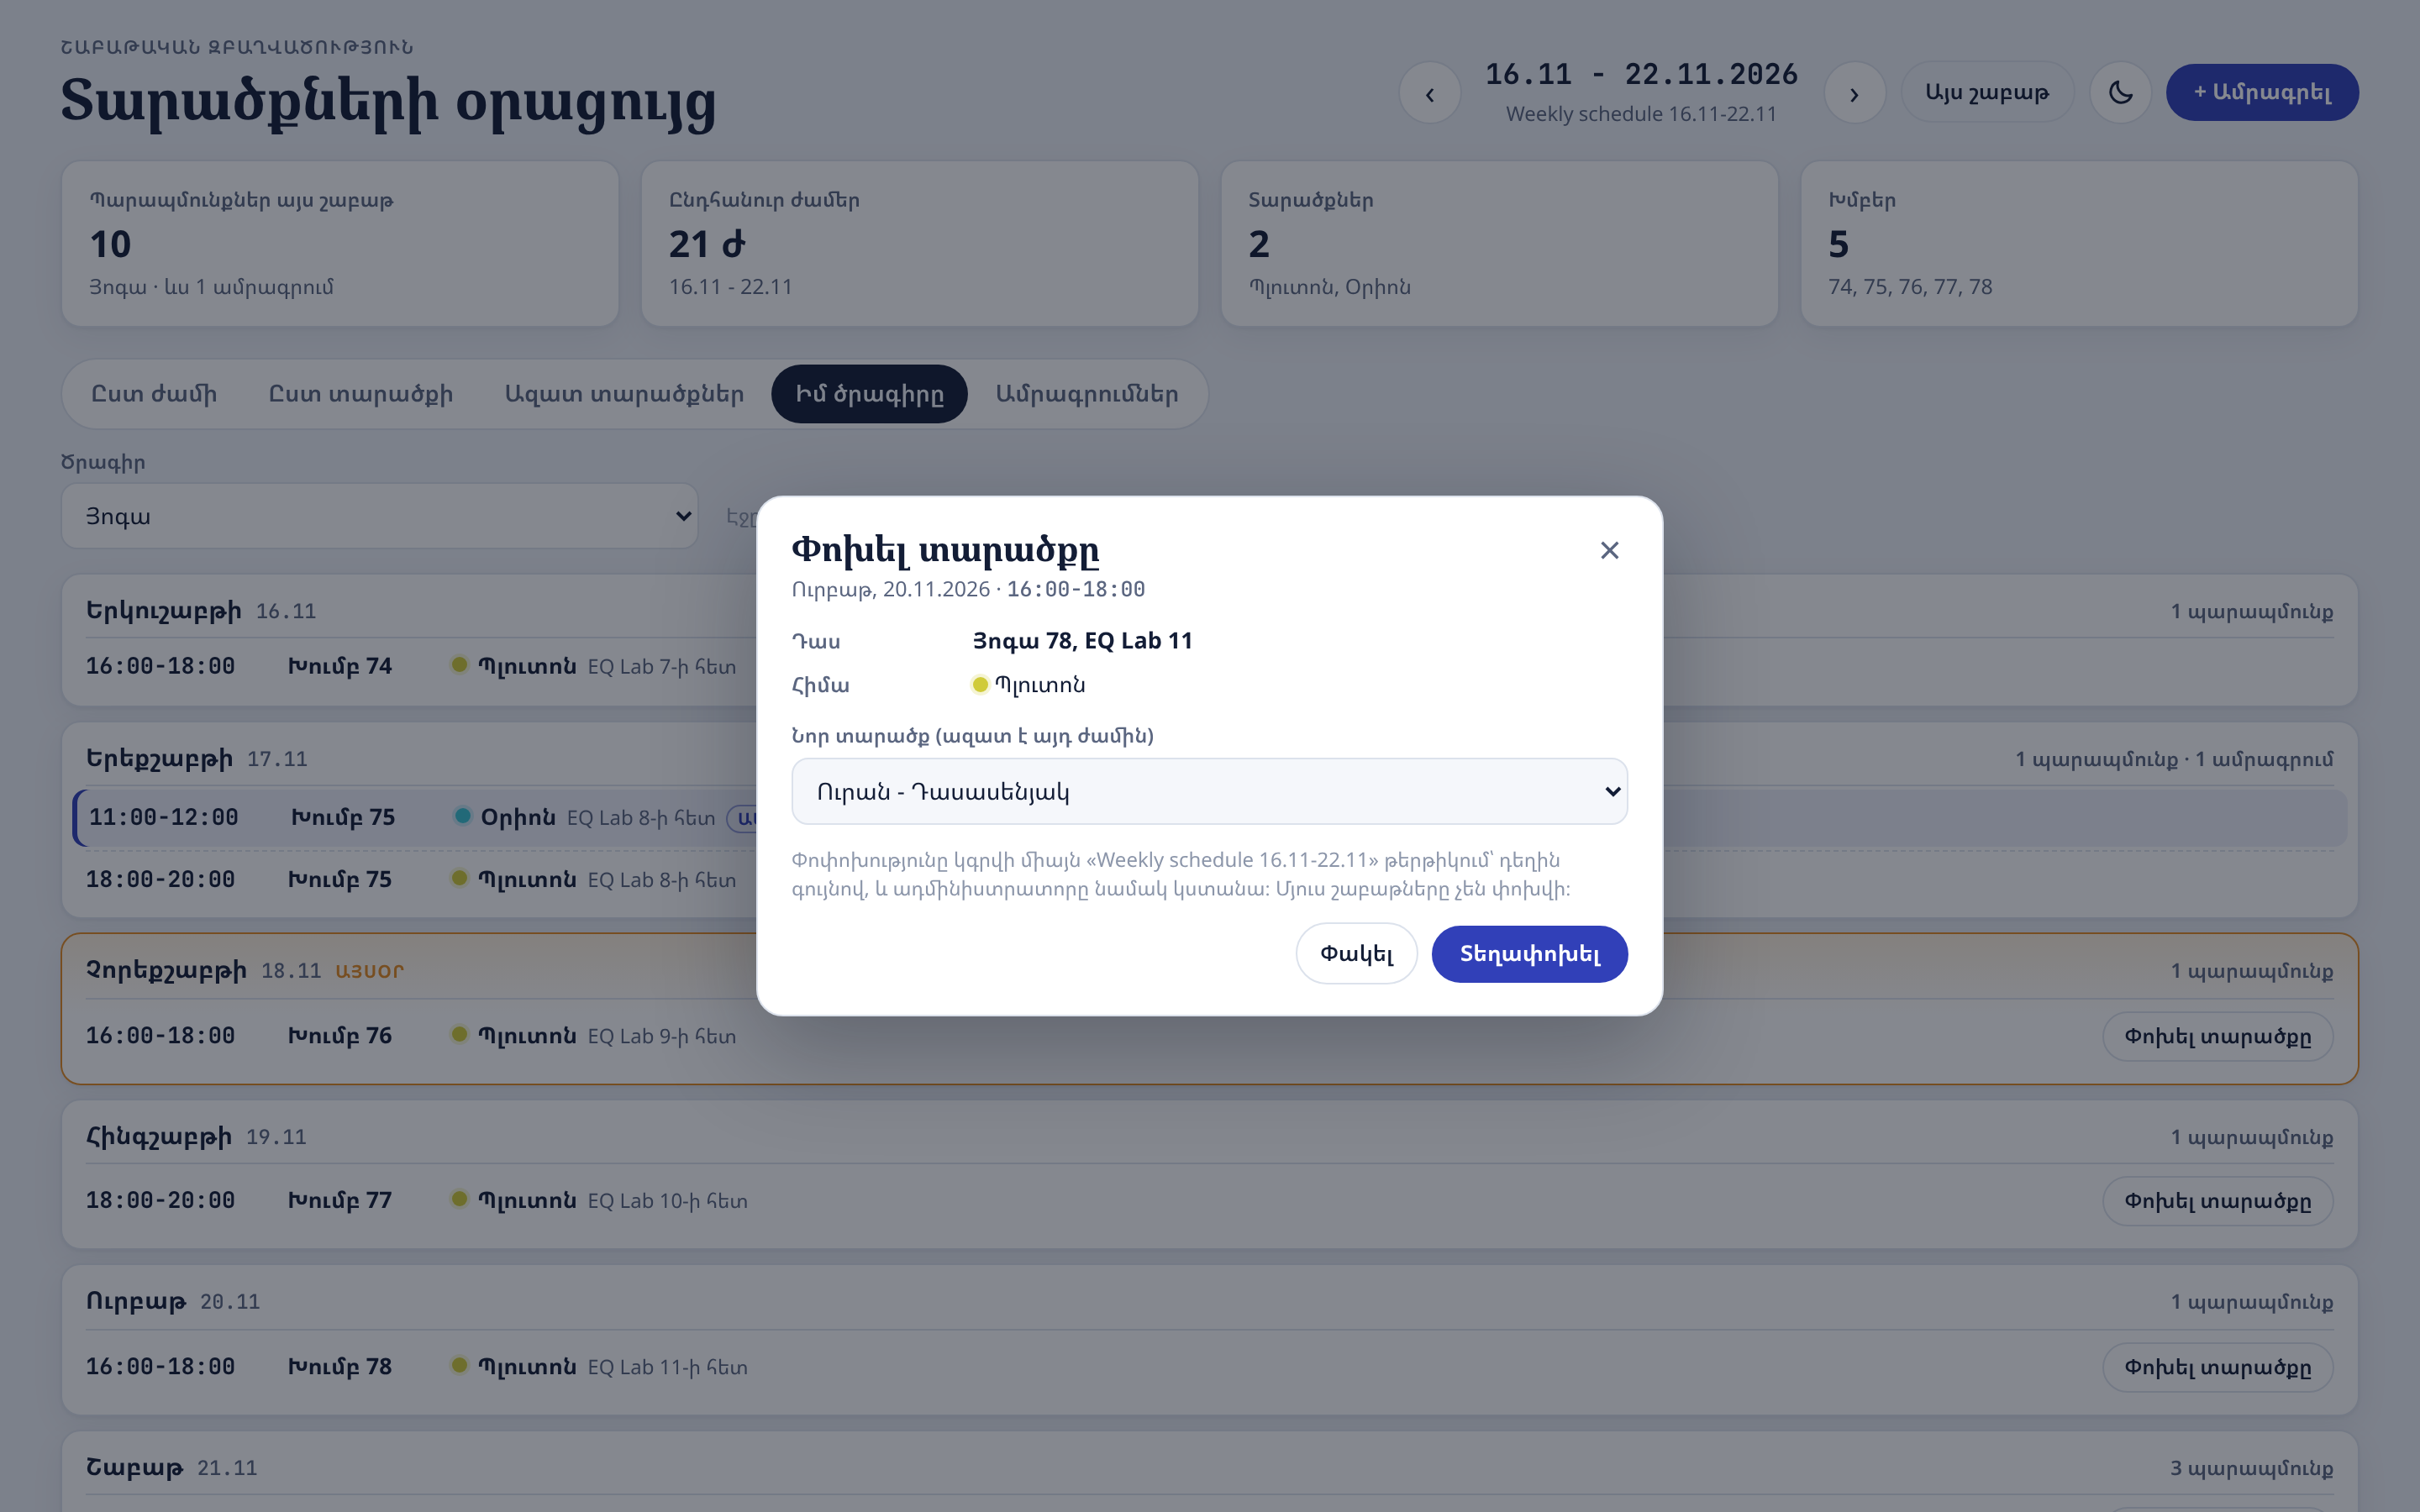 ՇԱԲԱԹԱԿԱՆ ԶԲԱՂՎԱԾՈՒԹՅՈՒՆ
Տարածքների օրացույց
‹
16.11 - 22.11.2026
Weekly schedule 16.11-22.11
›
Այս շաբաթ
+ Ամրագրել
Պարապմունքներ այս շաբաթ
10
Յոգա · ևս 1 ամրագրում
Ընդհանուր ժամեր
21 ժ
16.11 - 22.11
Տարածքներ
2
Պլուտոն, Օրիոն
Խմբեր
5
74, 75, 76, 77, 78
Ըստ ժամի
Ըստ տարածքի
Ազատ տարածքներ
Իմ ծրագիրը
Ամրագրումներ
Ծրագիր
Յոգա
Երկուշաբթի 16.11
1 պարապմունք
16:00-18:00 Խումբ 74 Պլուտոն EQ Lab 7-ի հետ
Երեքշաբթի 17.11
1 պարապմունք · 1 ամրագրում
11:00-12:00 Խումբ 75 Օրիոն EQ Lab 8-ի հետ
18:00-20:00 Խումբ 75 Պլուտոն EQ Lab 8-ի հետ
Չորեքշաբթի 18.11 ԱՅՍՕՐ
1 պարապմունք
16:00-18:00 Խումբ 76 Պլուտոն EQ Lab 9-ի հետ
Փոխել տարածքը
Հինգշաբթի 19.11
1 պարապմունք
18:00-20:00 Խումբ 77 Պլուտոն EQ Lab 10-ի հետ
Փոխել տարածքը
Ուրբաթ 20.11
1 պարապմունք
16:00-18:00 Խումբ 78 Պլուտոն EQ Lab 11-ի հետ
Փոխել տարածքը
Շաբաթ 21.11
3 պարապմունք
Փոխել տարածքը
✕
Ուրբաթ, 20.11.2026 · 16:00-18:00
Դաս
Յոգա 78, EQ Lab 11
Հիմա
Պլուտոն
Նոր տարածք (ազատ է այդ ժամին)
Ուրան - Դասասենյակ
Փոփոխությունը կգրվի միայն «Weekly schedule 16.11-22.11» թերթիկում՝ դեղին
գույնով, և ադմինիստրատորը նամակ կստանա: Մյուս շաբաթները չեն փոխվի:
Փակել
Տեղափոխել